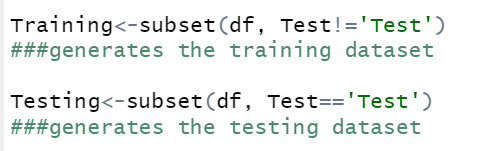 Training<-subset(df, Test!='Test')
###generates the training dataset
Testing<-subset(df, Test=='Test')
###generates the testing dataset